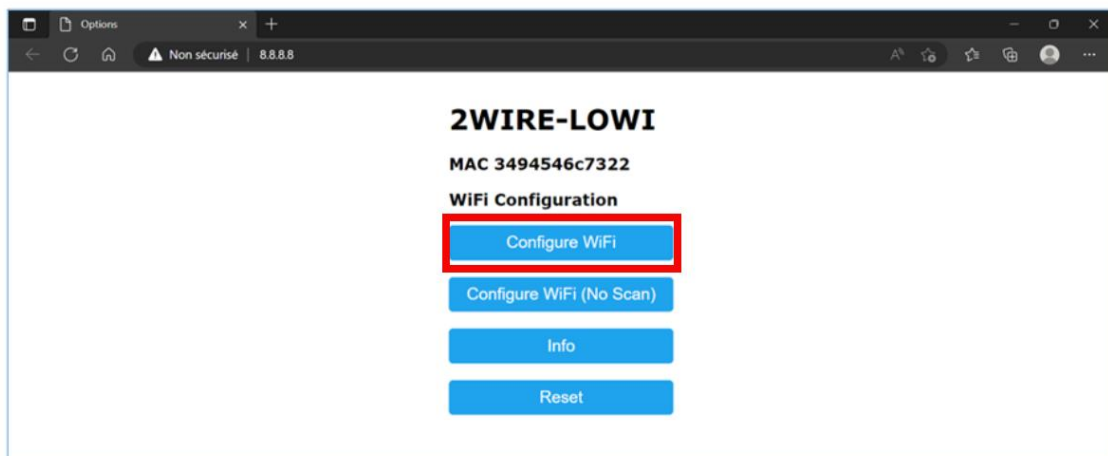 Options
Non sécurisé | 8.8.8.8
2WIRE-LOWI
MAC 3494546c7322
WiFi Configuration
Configure WiFi
Configure WiFi (No Scan)
Info
Reset